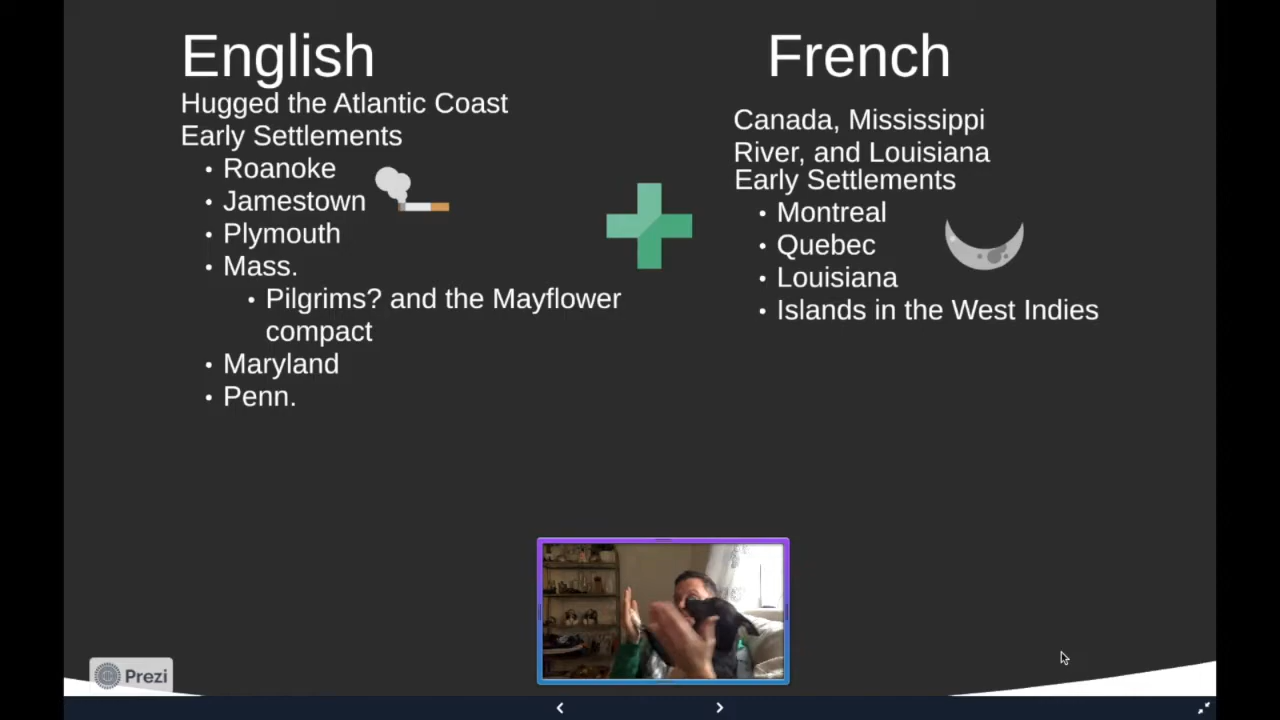 English
Hugged the Atlantic Coast
Early Settlements
• Roanoke
• Jamestown
• Plymouth
• Mass.
• Pilgrims? and the Mayflower
compact
• Maryland
• Penn.
French
Canada, Mississippi
River, and Louisiana
Early Settlements
• Montreal
• Quebec
• Louisiana
• Islands in the West Indies
Prezi